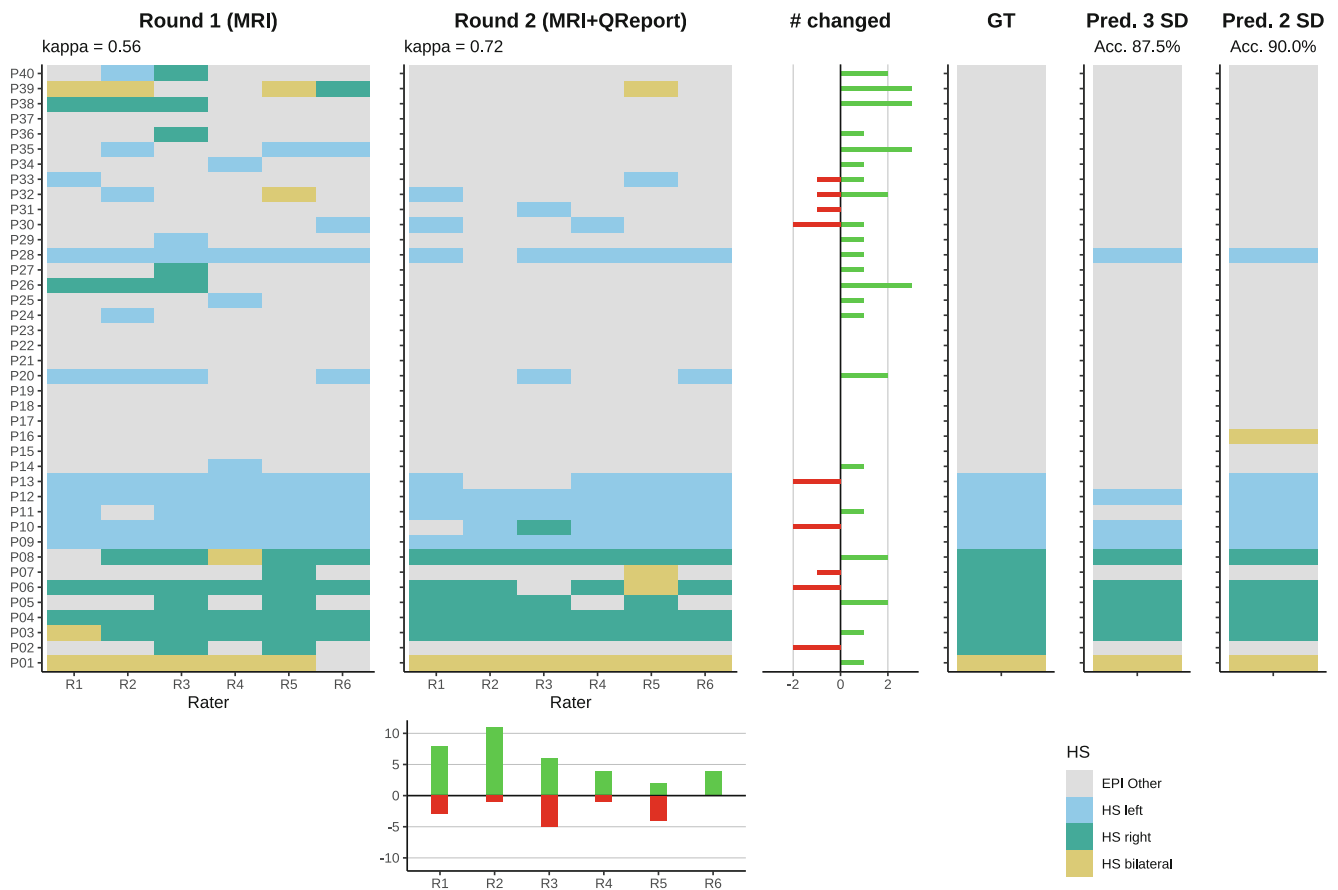 Round 1 (MRI)
Round 2 (MRI+QReport)
# changed
GT
Pred. 3 SD
Pred. 2 SD
kappa = 0.56
kappa = 0.72
Acc. 87.5%
Acc. 90.0%
P40
P39
P38
P37
P36
P35
P34
P33
P32
P31
P30
P29
P28
P27
P26
P25
P24
P23
P22
P21
P20
P19
P18
P17
P16
P15
P14
P13
P12
P11
P10
P09
P08
P07
P06
P05
P04
P03
P02
P01
R1 R2 R3 R4 R5 R6
Rater
R1 R2 R3 R4 R5 R6
Rater
-2 0 2
10
5
0
-5
-10
R1 R2 R3 R4 R5 R6
HS
EPI Other
HS left
HS right
HS bilateral